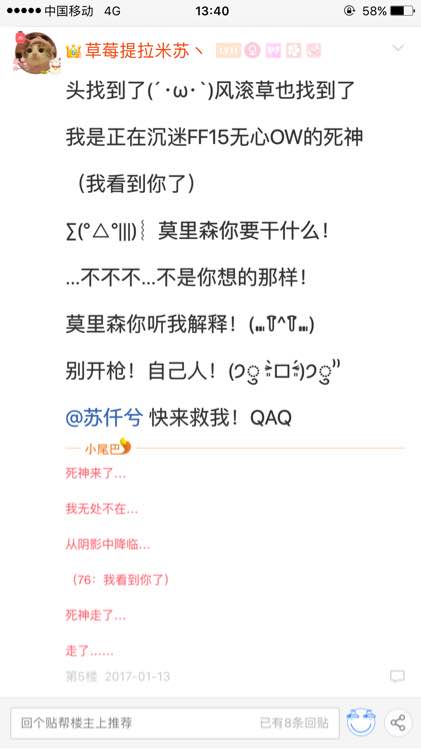 中国移动 4G 13:40 58%
草莓提拉米苏丶
头找到了(´･ω･`)风滚草也找到了
我是正在沉迷FF15无心OW的死神
（我看到你了）
∑(°△°|||)︴莫里森你要干什么！
...不不不...不是你想的那样！
莫里森你听我解释！(⑉꒦ິ^꒦ິ⑉)
别开枪！自己人！(੭ु ›◊‹‹)੭ु⁾⁾
@苏仟兮 快来救我！QAQ
小尾巴
死神来了...
我无处不在...
从阴影中降临...
（76：我看到你了）
死神走了...
走了......
第5楼 2017-01-13
回个贴帮楼主上推荐 已有8条回贴